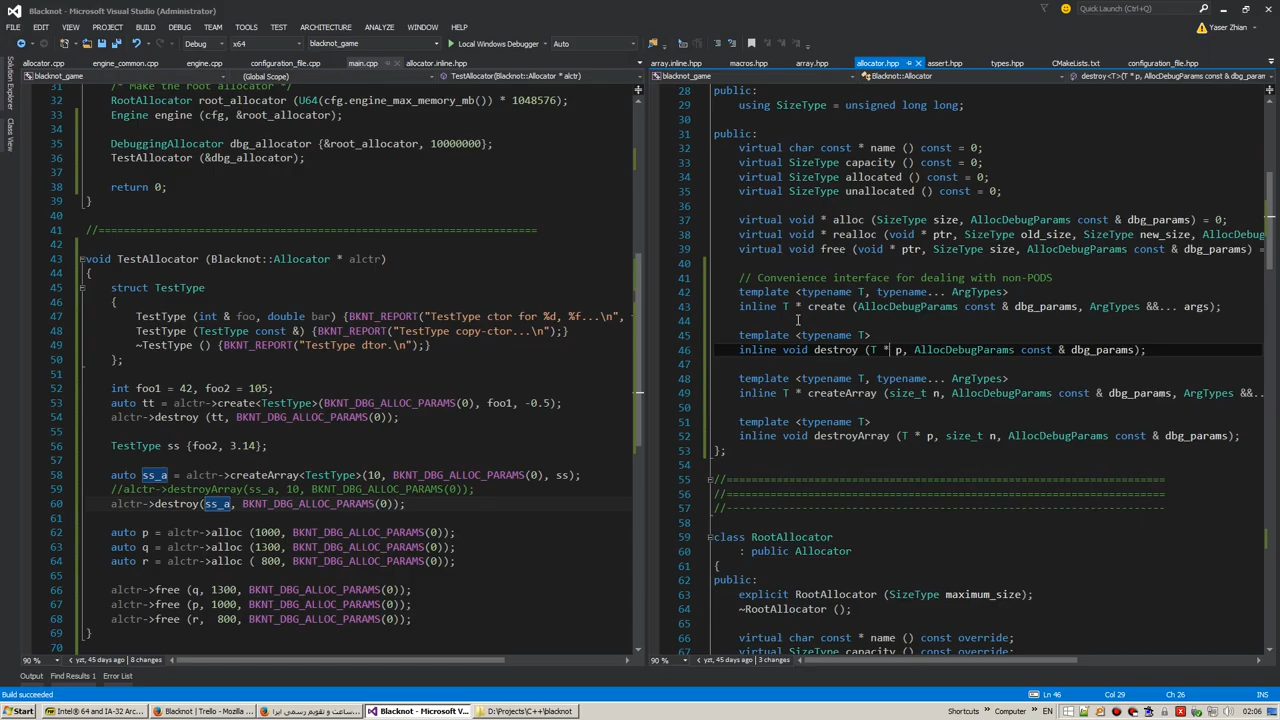 Blacknot - Microsoft Visual Studio
Quick Launch (Ctrl+Q)
FILE EDIT VIEW PROJECT BUILD DEBUG TEAM TOOLS TEST ARCHITECTURE ANALYZE WINDOW HELP
Yaser Zhian
Debug x64 blacknot_game Local Windows Debugger Auto
Solution Explorer
Class View
allocator.cpp engine_common.cpp engine.cpp configuration_file.cpp main.cpp allocator.inline.hpp
blacknot_game (Global Scope) TestAllocator(Blacknot::Allocator * alctr)
31 /* Make the root allocator */
32 RootAllocator root_allocator (U64(cfg.engine_max_memory_mb()) * 1048576);
33 Engine engine (cfg, &root_allocator);
34
35 DebuggingAllocator dbg_allocator {&root_allocator, 10000000};
36 TestAllocator (&dbg_allocator);
37
38 return 0;
39 }
40
41 //======================================================================
42
43 void TestAllocator (Blacknot::Allocator * alctr)
44 {
45 struct TestType
46 {
47 TestType (int & foo, double bar) {BKNT_REPORT("TestType ctor for %d, %f...\n",
48 TestType (TestType const &) {BKNT_REPORT("TestType copy-ctor...\n");}
49 ~TestType () {BKNT_REPORT("TestType dtor.\n");}
50 };
51
52 int foo1 = 42, foo2 = 105;
53 auto tt = alctr->create<TestType>(BKNT_DBG_ALLOC_PARAMS(0), foo1, -0.5);
54 alctr->destroy (tt, BKNT_DBG_ALLOC_PARAMS(0));
55
56 TestType ss {foo2, 3.14};
57
58 auto ss_a = alctr->createArray<TestType>(10, BKNT_DBG_ALLOC_PARAMS(0), ss);
59 //alctr->destroyArray(ss_a, 10, BKNT_DBG_ALLOC_PARAMS(0));
60 alctr->destroy(ss_a, BKNT_DBG_ALLOC_PARAMS(0));
61
62 auto p = alctr->alloc (1000, BKNT_DBG_ALLOC_PARAMS(0));
63 auto q = alctr->alloc (1300, BKNT_DBG_ALLOC_PARAMS(0));
64 auto r = alctr->alloc ( 800, BKNT_DBG_ALLOC_PARAMS(0));
65
66 alctr->free (q, 1300, BKNT_DBG_ALLOC_PARAMS(0));
67 alctr->free (p, 1000, BKNT_DBG_ALLOC_PARAMS(0));
68 alctr->free (r, 800, BKNT_DBG_ALLOC_PARAMS(0));
69 }
70
90 % yzt, 45 days ago | 8 changes
array.inline.hpp macros.hpp array.hpp allocator.hpp assert.hpp types.hpp CMakeLists.txt configuration_file.hpp
blacknot_game Blacknot::Allocator destroy<T>(T * p, AllocDebugParams const & dbg_param
28 public:
29 using SizeType = unsigned long long;
30
31 public:
32 virtual char const * name () const = 0;
33 virtual SizeType capacity () const = 0;
34 virtual SizeType allocated () const = 0;
35 virtual SizeType unallocated () const = 0;
36
37 virtual void * alloc (SizeType size, AllocDebugParams const & dbg_params) = 0;
38 virtual void * realloc (void * ptr, SizeType old_size, SizeType new_size, AllocDebu
39 virtual void free (void * ptr, SizeType size, AllocDebugParams const & dbg_params)
40
41 // Convenience interface for dealing with non-PODS
42 template <typename T, typename... ArgTypes>
43 inline T * create (AllocDebugParams const & dbg_params, ArgTypes &&... args);
44
45 template <typename T>
46 inline void destroy (T * p, AllocDebugParams const & dbg_params);
47
48 template <typename T, typename... ArgTypes>
49 inline T * createArray (size_t n, AllocDebugParams const & dbg_params, ArgTypes &&..
50
51 template <typename T>
52 inline void destroyArray (T * p, size_t n, AllocDebugParams const & dbg_params);
53 };
54
55 //======================================================================
56 //======================================================================
57 //----------------------------------------------------------------------
58
59 class RootAllocator
60 : public Allocator
61 {
62 public:
63 explicit RootAllocator (SizeType maximum_size);
64 ~RootAllocator ();
65
66 virtual char const * name () const override;
67 virtual SizeType capacity () const override;
90 % yzt, 45 days ago | 3 changes
Output Find Results 1 Error List
Build succeeded Ln 46 Col 29 Ch 26 INS
Start Intel® 64 and IA-32 Arc... Blacknot | Trello - Mozilla ... ساعت و تقویم رسمی ایرا... Blacknot - Microsoft V... D:\Projects\C++\blacknot Shortcuts Computer EN 02:06